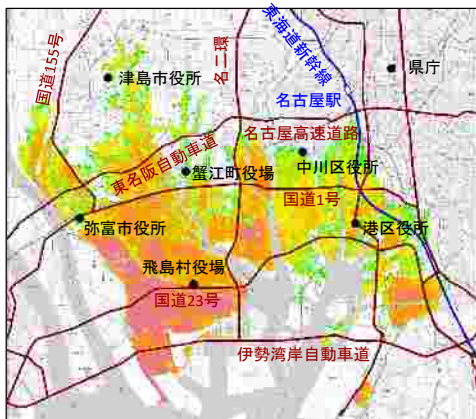 国道155号
津島市役所
名二環
東海道新幹線
県庁
名古屋駅
名古屋高速道路
東名阪自動車道
蟹江町役場
中川区役所
国道1号
弥富市役所
港区役所
飛島村役場
国道23号
伊勢湾岸自動車道